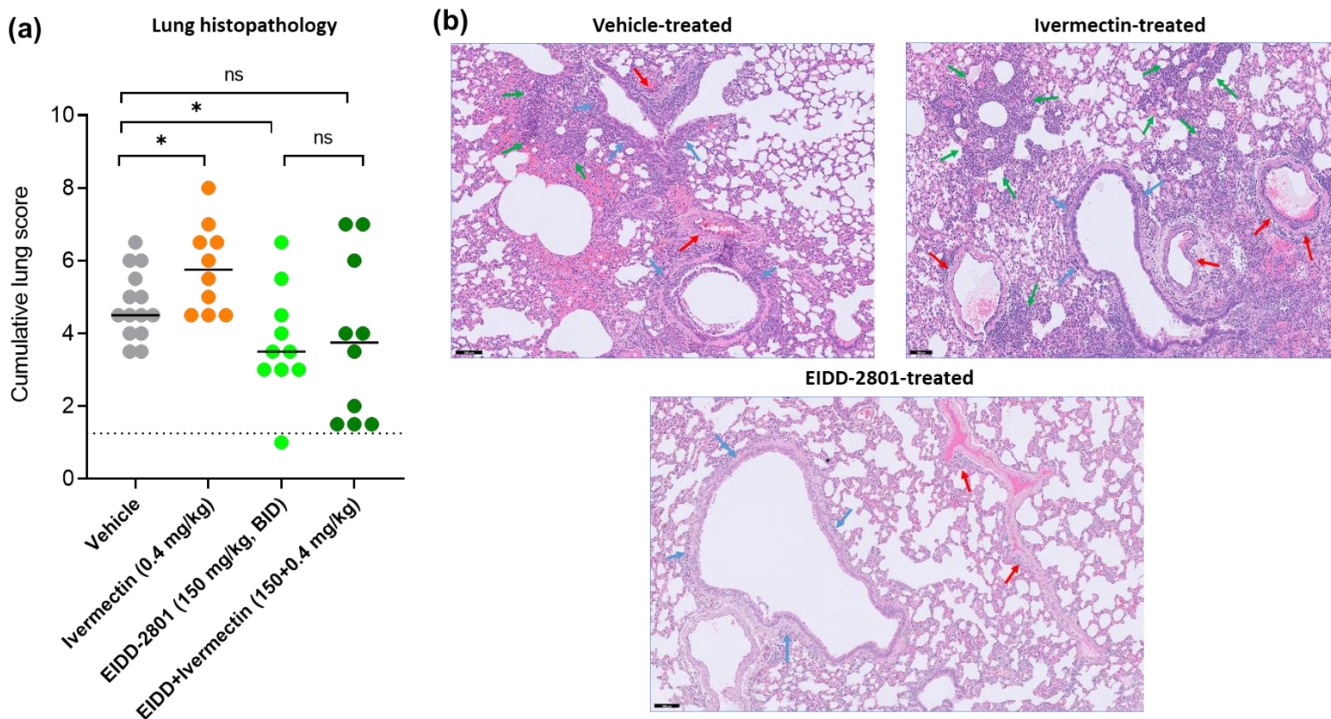 (a)
Lung histopathology
ns
*
*
ns
Cumulative lung score
10
8
6
4
2
0
Vehicle
Ivermectin (0.4 mg/kg)
EIDD-2801 (150 mg/kg, BID)
EIDD+Ivermectin (150+0.4 mg/kg)
(b)
Vehicle-treated
Ivermectin-treated
EIDD-2801-treated